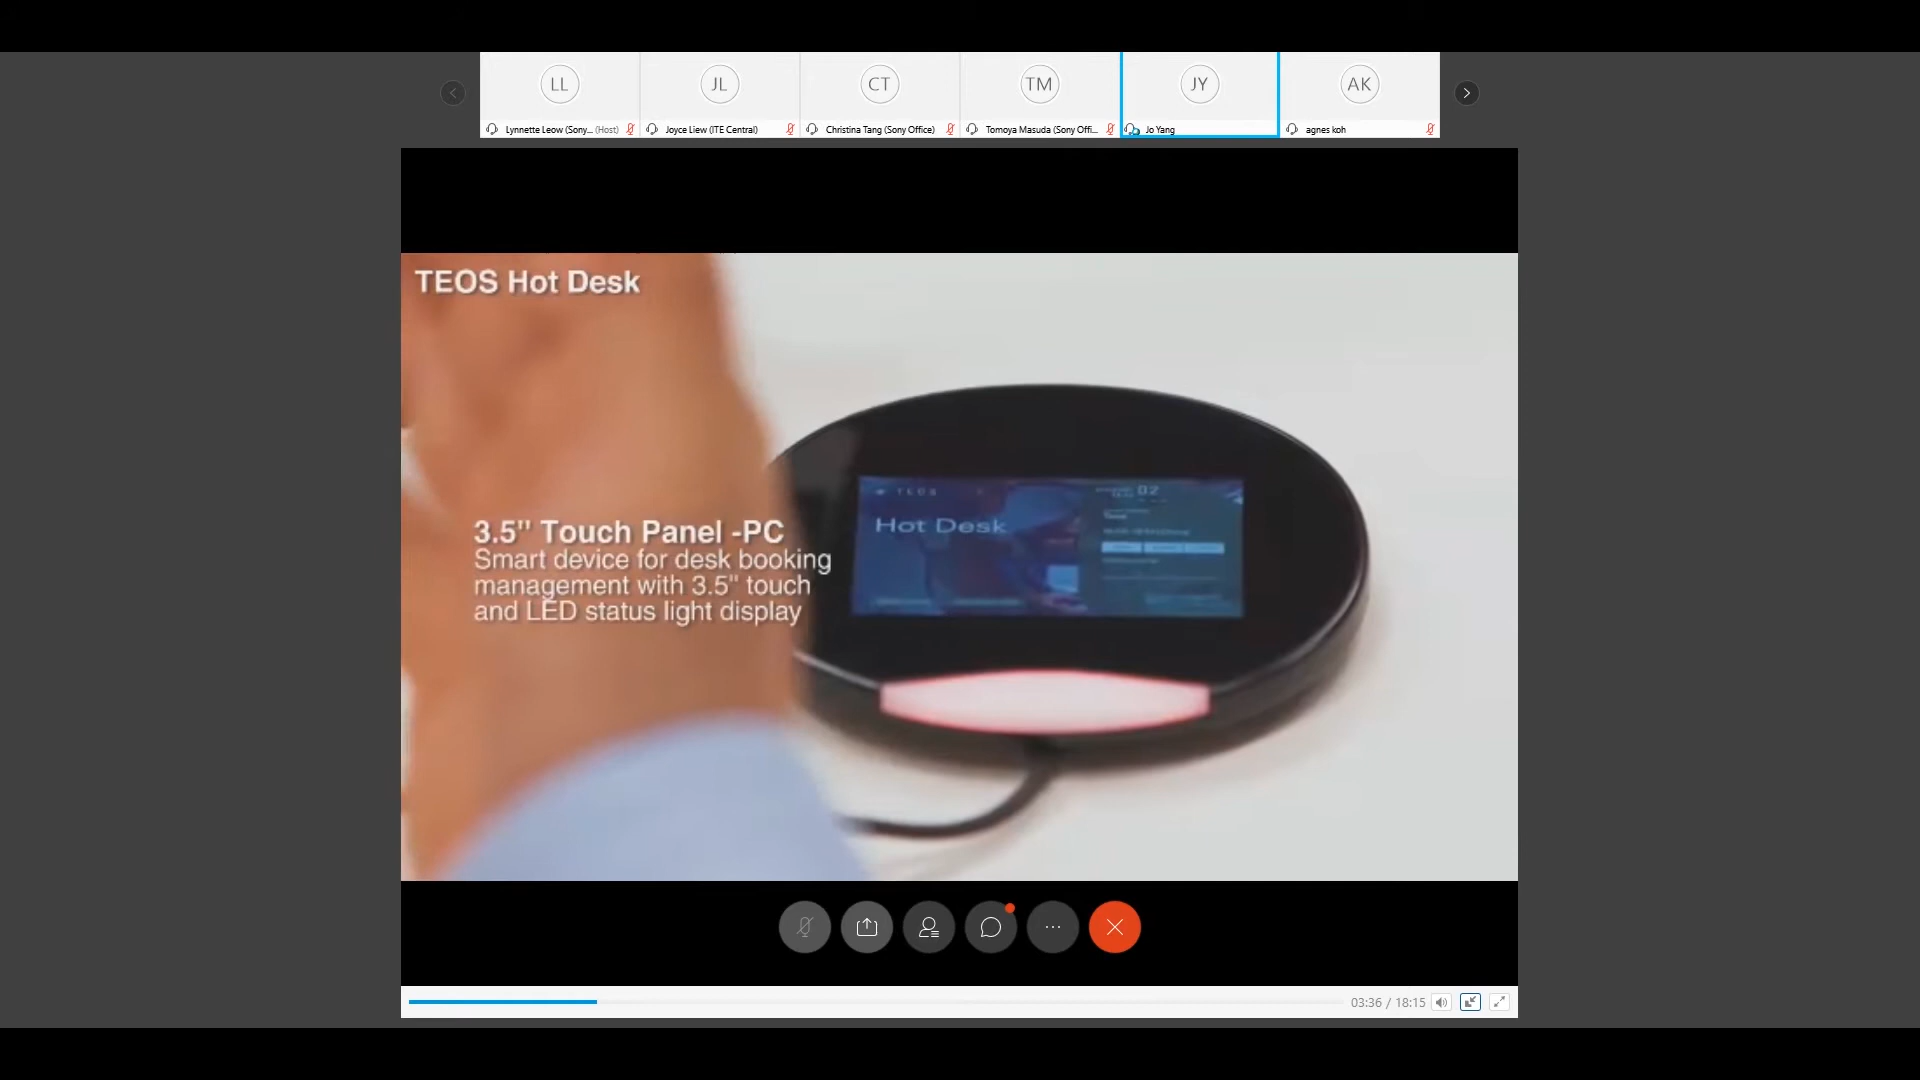 LL
JL
CT
TM
JY
AK
Lynnette Leow (Sony... (Host)
Joyce Liew (ITE Central)
Christina Tang (Sony Office)
Tomoya Masuda (Sony Offi...
Jo Yang
agnes koh
TEOS Hot Desk
3.5" Touch Panel -PC
Smart device for desk booking
management with 3.5" touch
and LED status light display
TEOS
Hot Desk
02
03:36 / 18:15